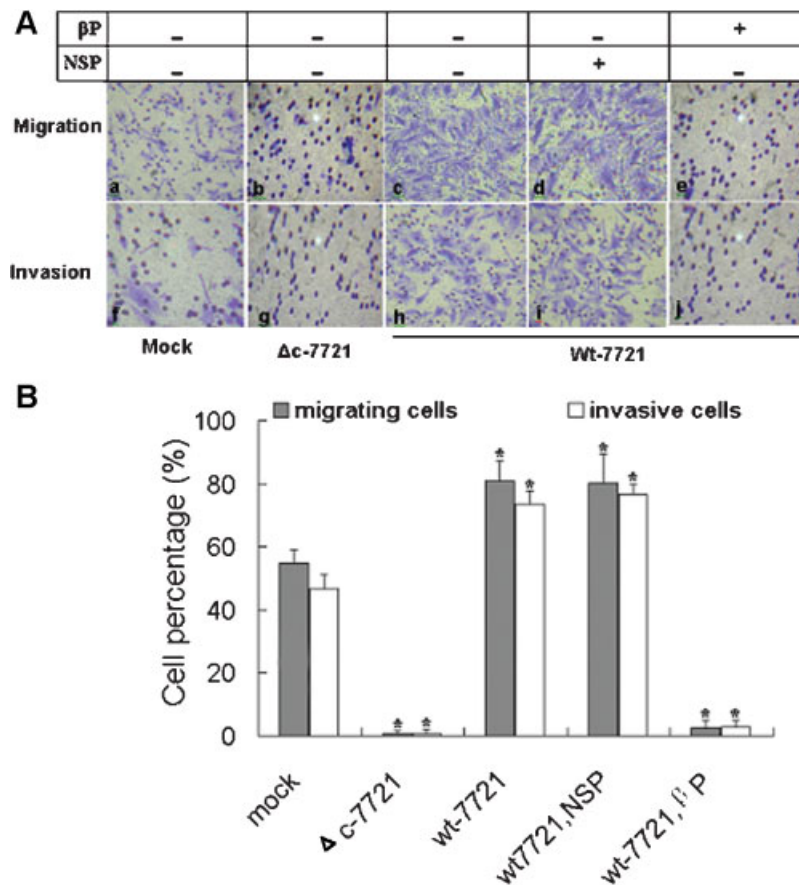 A
βP - - - - +
NSP - - - + -
Migration
a b c d e
Invasion
f g h i j
Mock Δc-7721 Wt-7721
B
migrating cells invasive cells
Cell percentage (%)
100
80
60
40
20
0
* * * * * * * *
mock
Δ c-7721
wt-7721
wt7721,NSP
wt-7721, β P